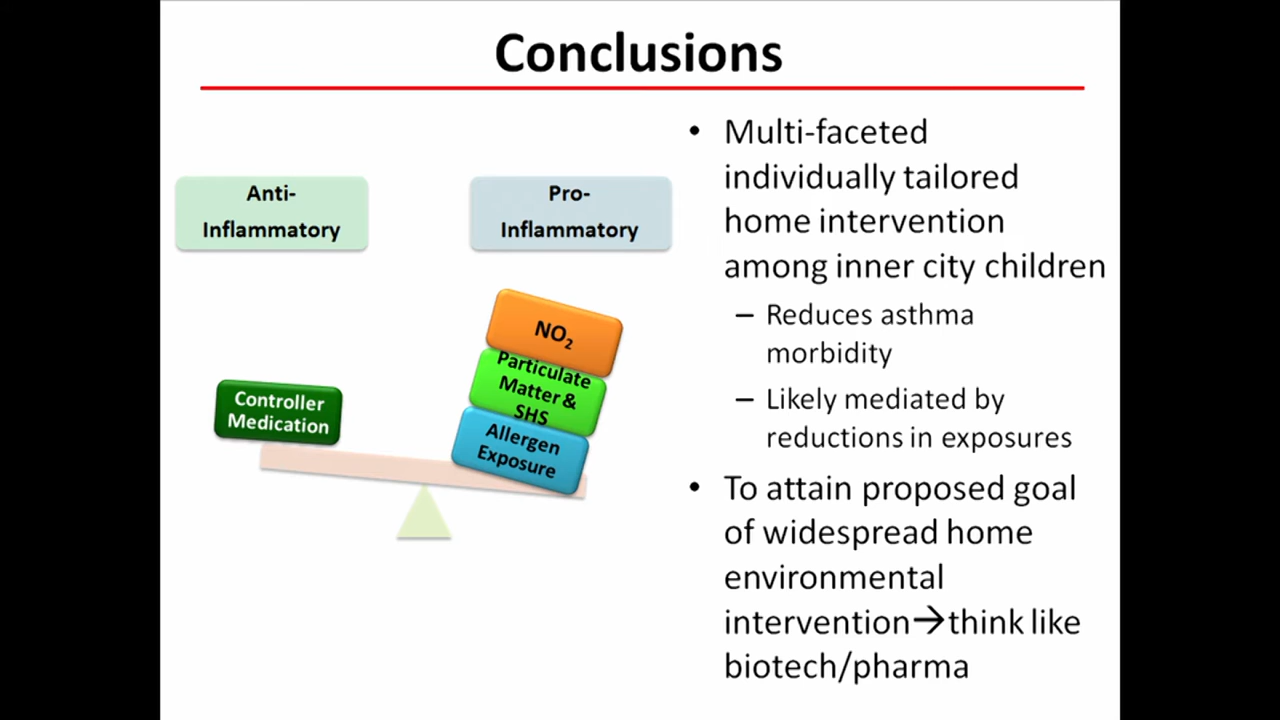 Conclusions
Anti-
Inflammatory
Pro-
Inflammatory
NO₂
Particulate
Matter &
SHS
Allergen
Exposure
Controller
Medication
• Multi-faceted
individually tailored
home intervention
among inner city children
– Reduces asthma
morbidity
– Likely mediated by
reductions in exposures
• To attain proposed goal
of widespread home
environmental
intervention→think like
biotech/pharma